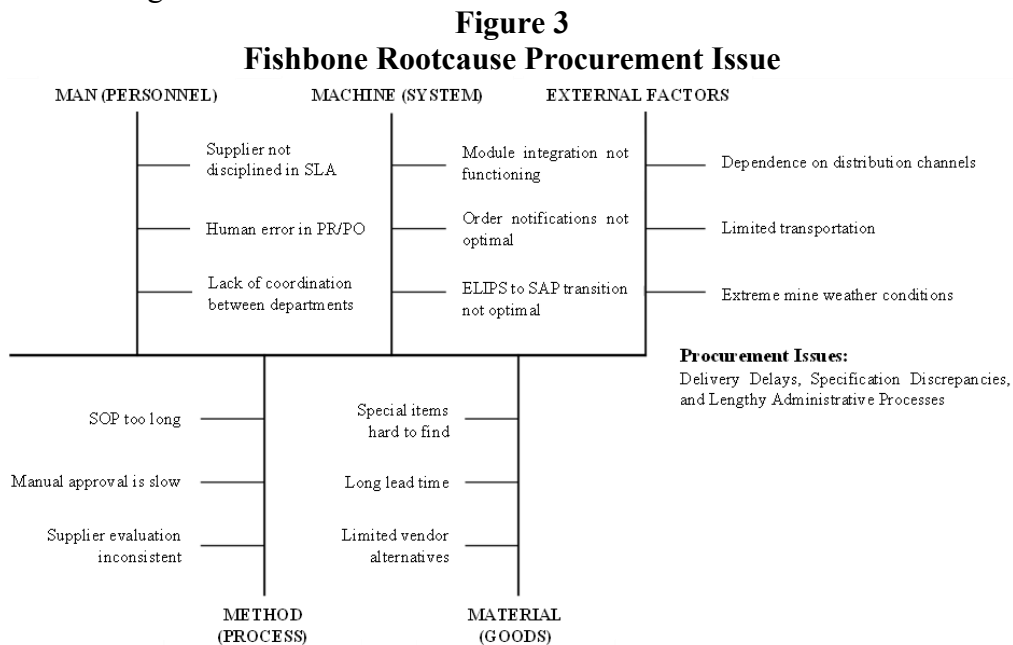 Figure 3
Fishbone Rootcause Procurement Issue
MAN (PERSONNEL)
MACHINE (SYSTEM)
EXTERNAL FACTORS
Supplier not
disciplined in SLA
Human error in PR/PO
Lack of coordination
between departments
Module integration not
functioning
Order notifications not
optimal
ELIPS to SAP transition
not optimal
Dependence on distribution channels
Limited transportation
Extreme mine weather conditions
Procurement Issues:
Delivery Delays, Specification Discrepancies,
and Lengthy Administrative Processes
SOP too long
Manual approval is slow
Supplier evaluation
inconsistent
Special items
hard to find
Long lead time
Limited vendor
alternatives
METHOD
(PROCESS)
MATERIAL
(GOODS)